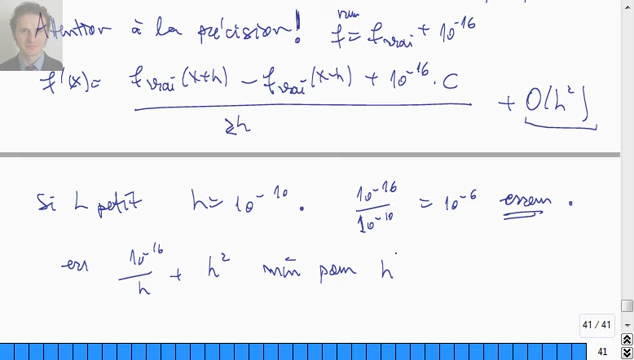 Attention à la précision! f^num = f_vrai + 10^-16
f'(x) = (f_vrai(x+h) - f_vrai(x-h) + 10^-16 · C) / 2h + O(h²)
Si h petit h = 10^-10 . 10^-16 / 10^-10 = 10^-6 erreur .
err 10^-16 / h + h² min pour h
41 / 41
41